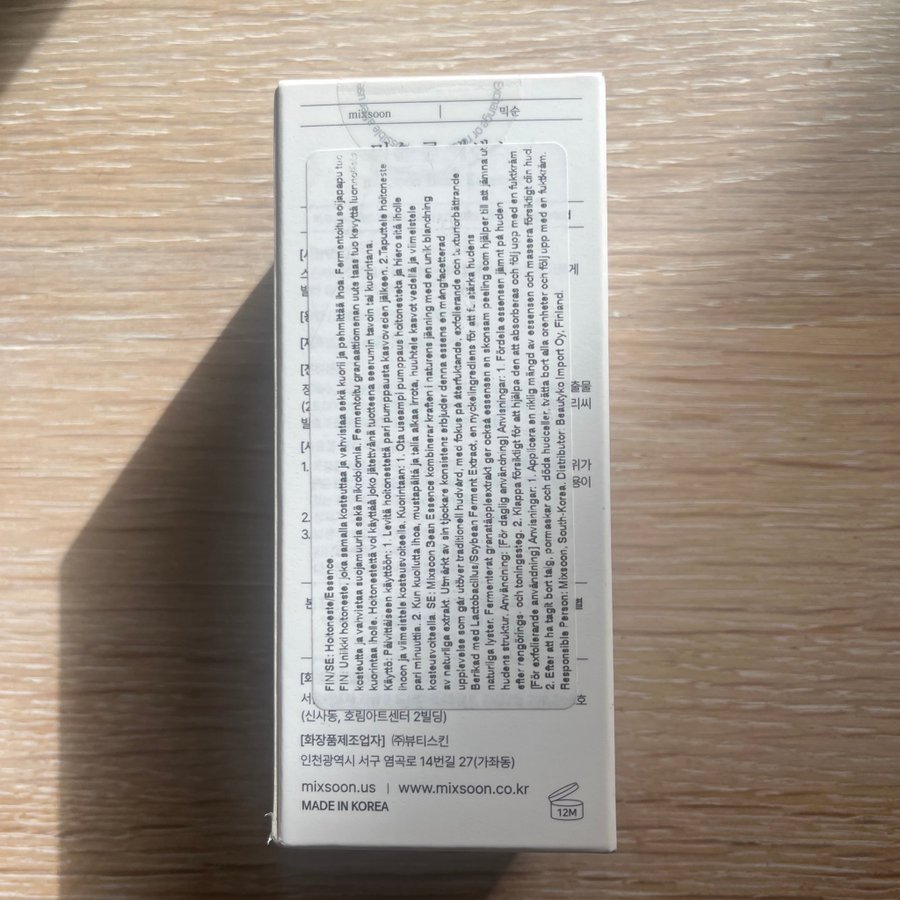 mixsoon | 믹순
Exchange or
FIN/SE: Hoitoneste/Essence
FIN: Uniikki hoitoneste, joka samalla kosteuttaa ja vahvistaa sekä kuorii ja pehmittää ihoa. Fermentoitu soijapapu tuo
kosteutta ja vahvistaa suojamuuria sekä mikrobiomia. Fermentoitu granaattiomenan uute taas tuo kevyttä luonnollista
kuorintaa iholle. Hoitonestettä voi käyttää joko jätettävänä tuotteena seerumin tavoin tai kuorintana.
Käyttö: Päivittäiseen käyttöön: 1. Levitä hoitonestettä pari pumppausta kasvoveden jälkeen. 2. Taputtele hoitoneste
ihoon ja viimeistele kosteusvoiteella. Kuorintaan: 1. Ota useampi pumppaus hoitonestettä ja hiero sitä iholle
pari minuuttia. 2. Kun kuollutta ihoa, mustapäitä ja talia alkaa irrota, huuhtele kasvot vedellä ja viimeistele
kosteusvoiteella. SE: Mixsoon Bean Essence kombinerar kraften i naturens jäsning med en unik blandning
av naturliga extrakt. Utmärkt av sin tjockare konsistens erbjuder denna essens en mångfacetterad
upplevelse som går utöver traditionell hudvård, med fokus på återfuktande, exfolierande och texturförbättrande
Berikad med Lactobacillus/Soybean Ferment Extract, en nyckelingrediens för att stärka hudens
naturliga lyster. Fermenterat granatäppleextrakt ger också essensen en skonsam peeling som hjälper till att jämna ut
hudens struktur. Användning: [För daglig användning] Anvisningar: 1. Fördela essensen jämnt på huden
efter rengörings- och toningssteg. 2. Klappa försiktigt för att hjälpa den att absorberas och följ upp med en fuktkräm
[För exfolierande användning] Anvisningar: 1. Applicera en riklig mängd av essensen och massera försiktigt din hud.
2. Efter att ha tagit bort talg, pormaskar och döda hudceller, tvätta bort alla orenheter och följ upp med en fuktkräm.
Responsible Person: Mixsoon, South-Korea. Distributor: Beautyko Import Oy, Finland.
1.
2.
3.
(신사동, 호림아트센터 2빌딩)
[화장품제조업자] ㈜뷰티스킨
인천광역시 서구 염곡로 14번길 27(가좌동)
mixsoon.us | www.mixsoon.co.kr
MADE IN KOREA
12M